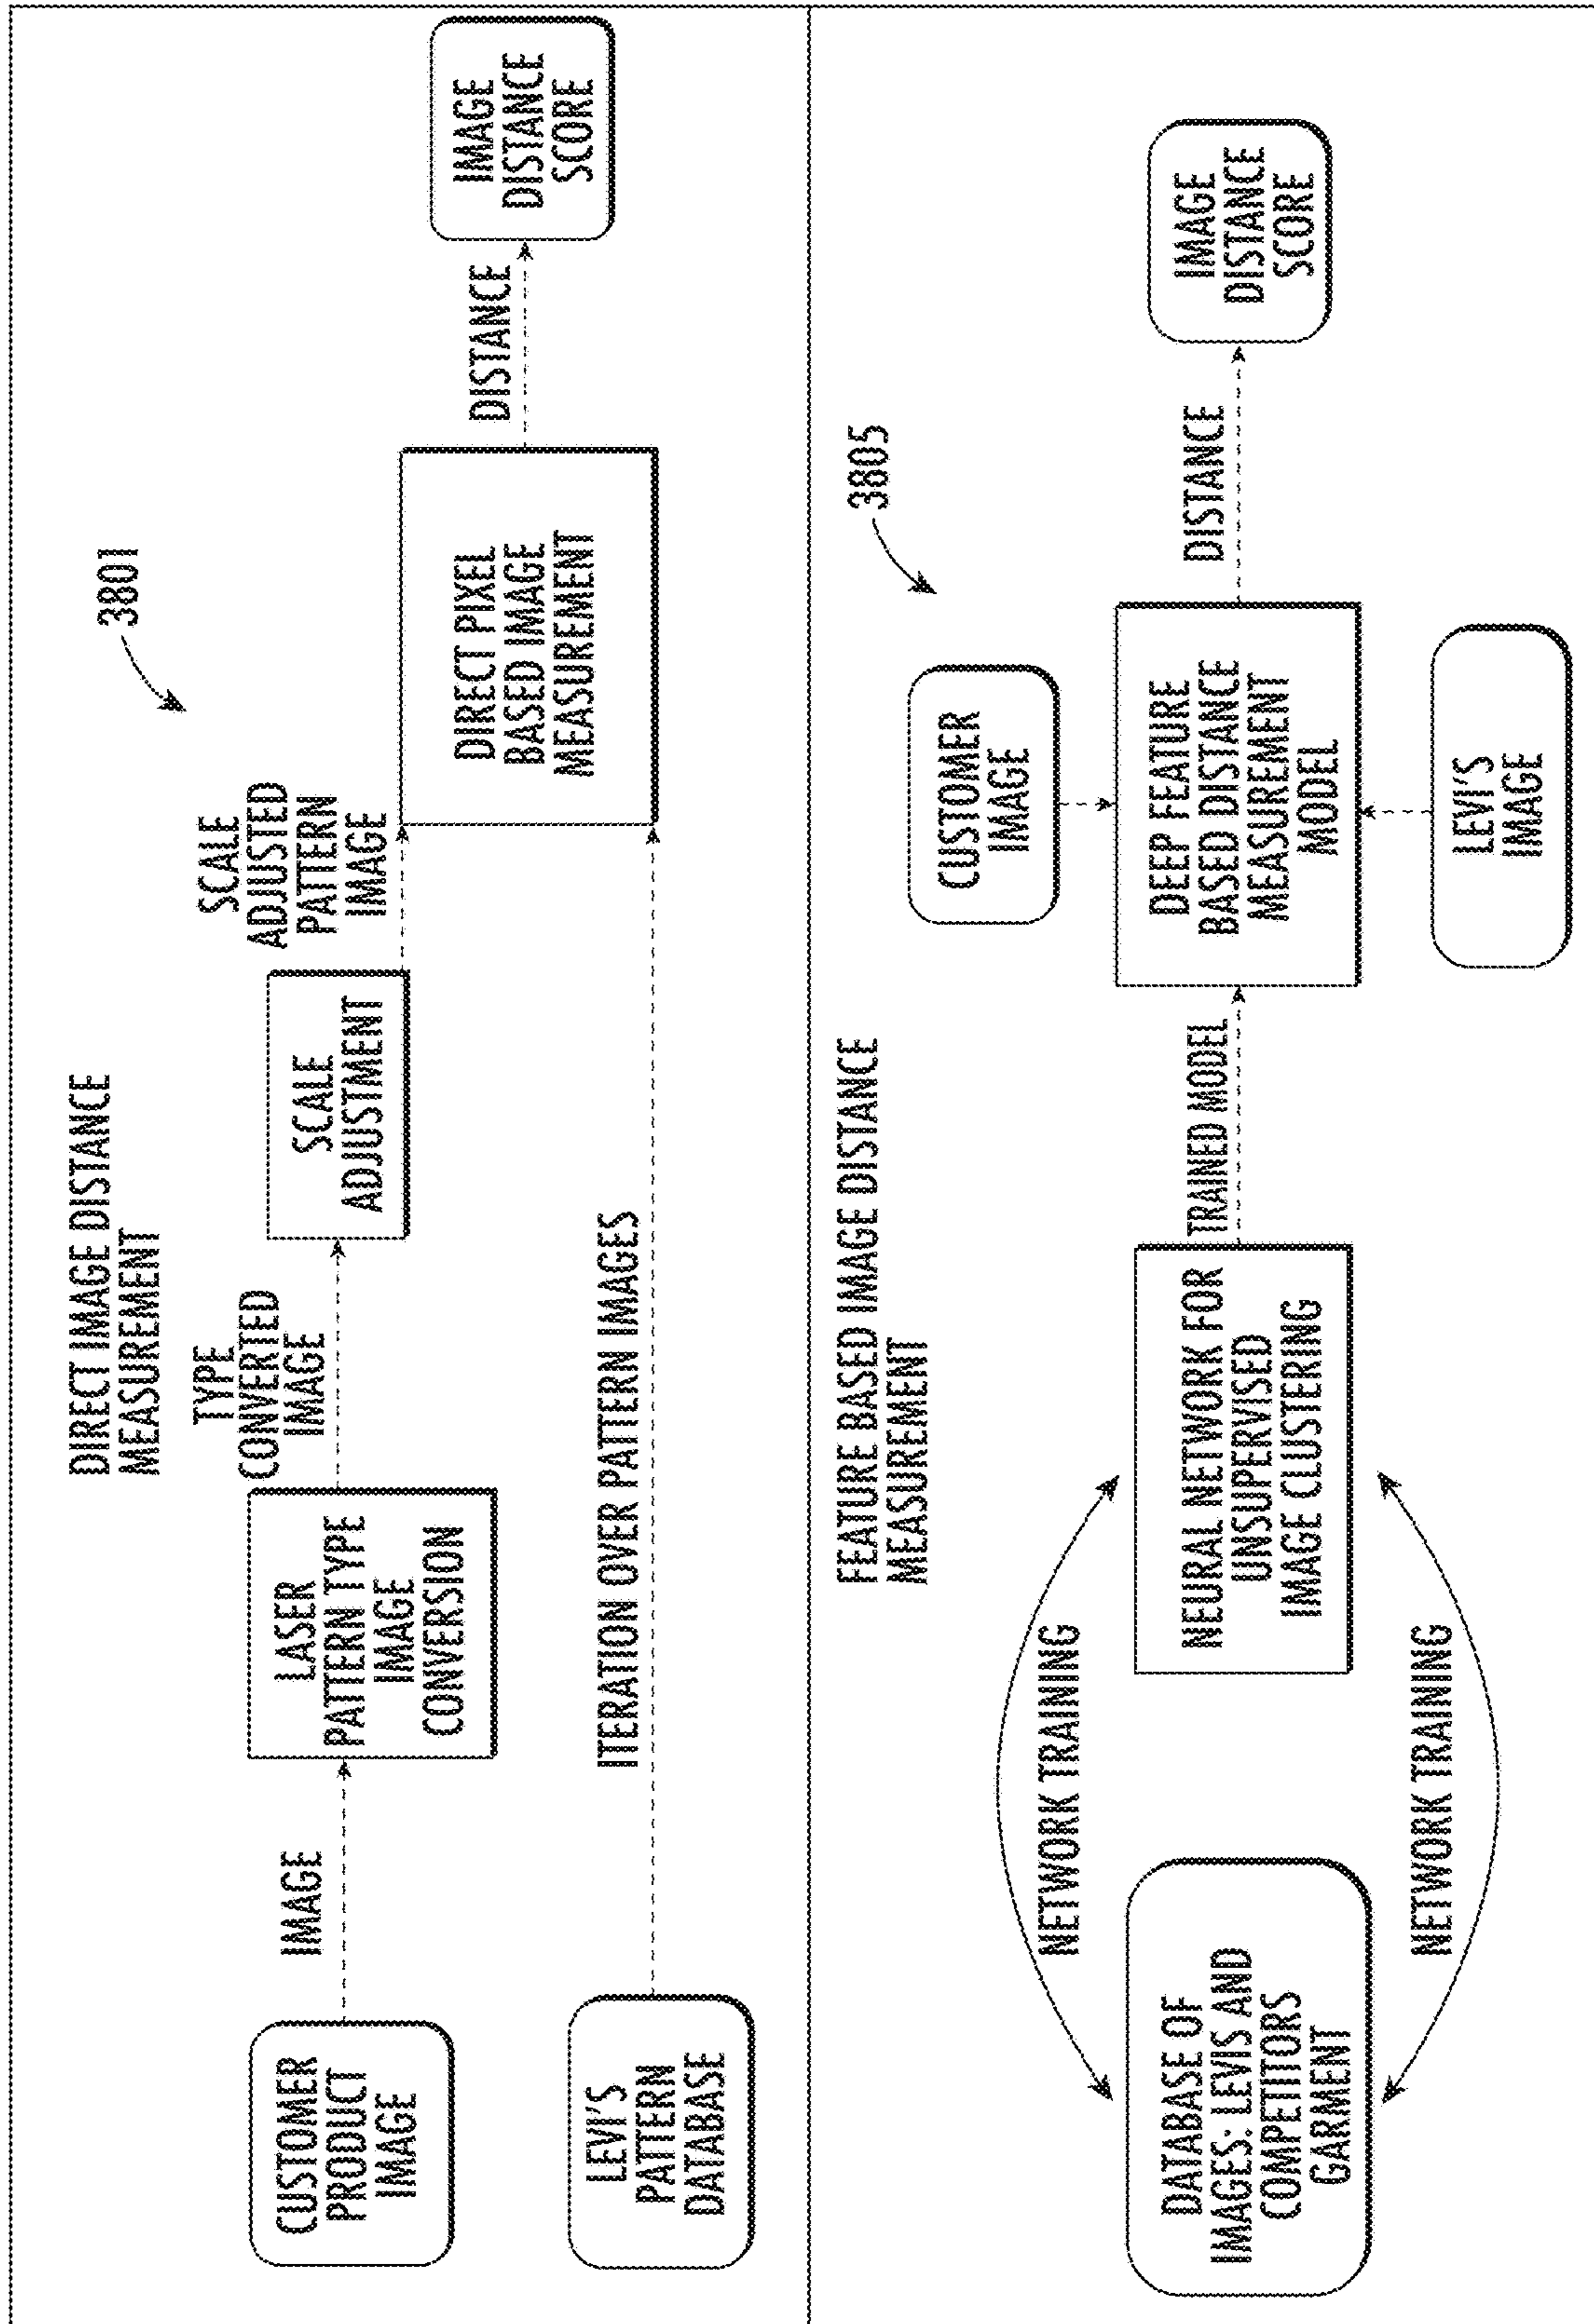 DIRECT IMAGE DISTANCE
MEASUREMENT
3801
CUSTOMER
PRODUCT
IMAGE
IMAGE
LASER
PATTERN TYPE
IMAGE
CONVERSION
TYPE
CONVERTED
IMAGE
SCALE
ADJUSTMENT
SCALE
ADJUSTED
PATTERN
IMAGE
DIRECT PIXEL
BASED IMAGE
MEASUREMENT
DISTANCE
IMAGE
DISTANCE
SCORE
LEVI'S
PATTERN
DATABASE
ITERATION OVER PATTERN IMAGES
FEATURE BASED IMAGE DISTANCE
MEASUREMENT
3805
DATABASE OF
IMAGES: LEVIS AND
COMPETITORS
GARMENT
NETWORK TRAINING
NETWORK TRAINING
NEURAL NETWORK FOR
UNSUPERVISED
IMAGE CLUSTERING
TRAINED MODEL
CUSTOMER
IMAGE
DEEP FEATURE
BASED DISTANCE
MEASUREMENT
MODEL
LEVI'S
IMAGE
DISTANCE
IMAGE
DISTANCE
SCORE